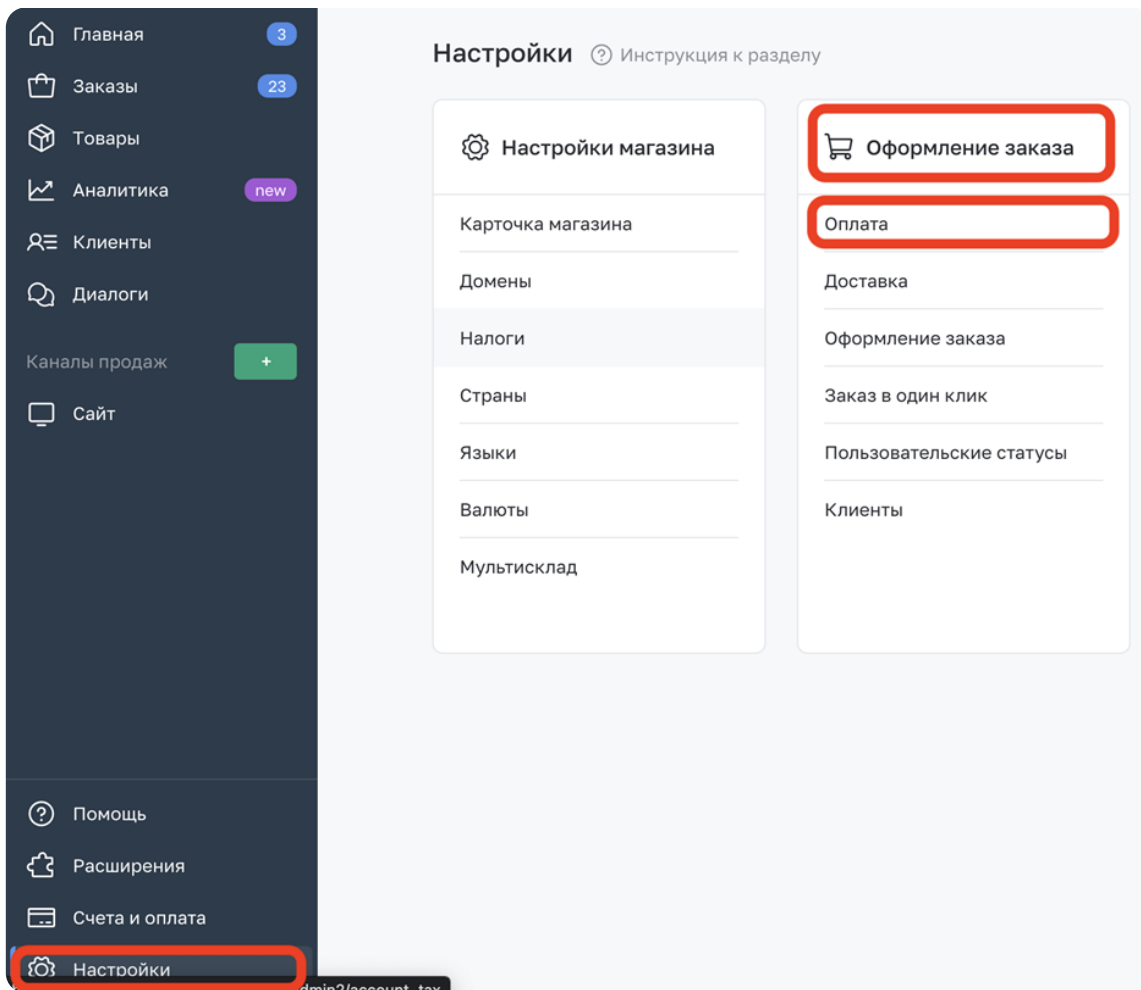 Главная 3
Заказы 23
Товары
Аналитика new
Клиенты
Диалоги
Каналы продаж +
Сайт
Помощь
Расширения
Счета и оплата
Настройки
Настройки ? Инструкция к разделу
Настройки магазина
Карточка магазина
Домены
Налоги
Страны
Языки
Валюты
Мультисклад
Оформление заказа
Оплата
Доставка
Оформление заказа
Заказ в один клик
Пользовательские статусы
Клиенты